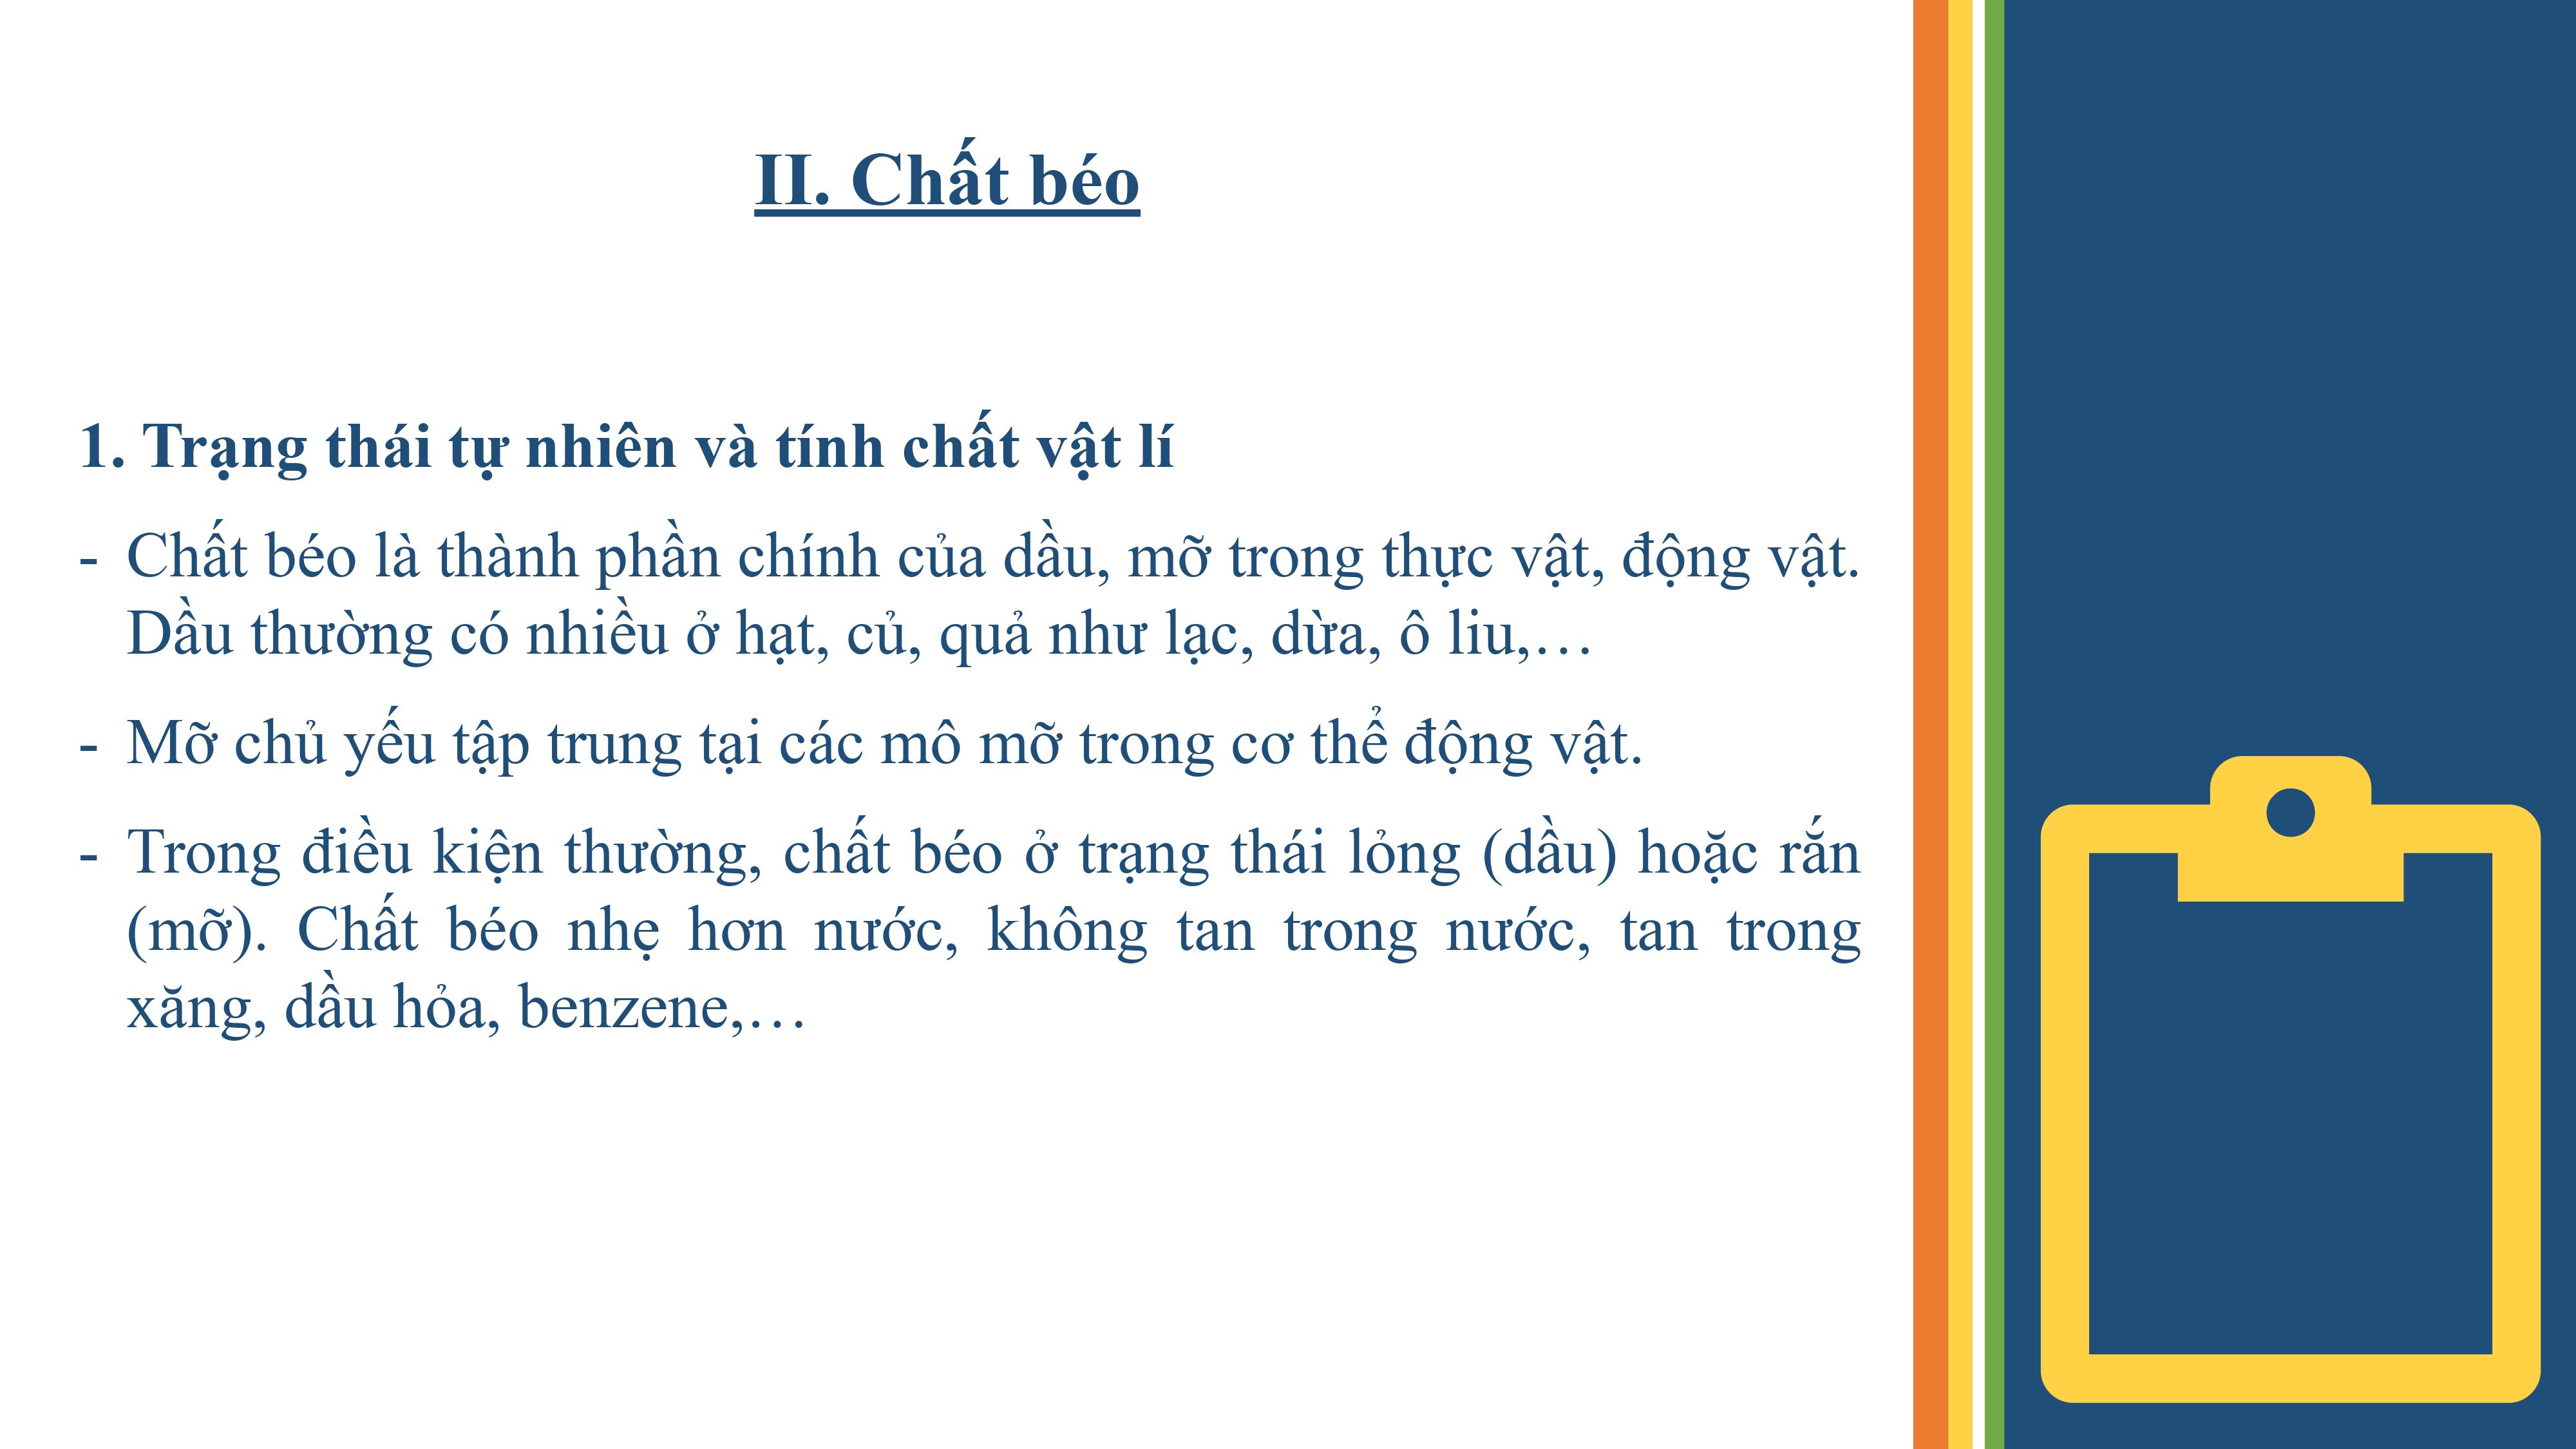 II. Chất béo
1. Trạng thái tự nhiên và tính chất vật lí
- Chất béo là thành phần chính của dầu, mỡ trong thực vật, động vật.
Dầu thường có nhiều ở hạt, củ, quả như lạc, dừa, ô liu,…
- Mỡ chủ yếu tập trung tại các mô mỡ trong cơ thể động vật.
- Trong điều kiện thường, chất béo ở trạng thái lỏng (dầu) hoặc rắn
(mỡ). Chất béo nhẹ hơn nước, không tan trong nước, tan trong
xăng, dầu hỏa, benzene,…